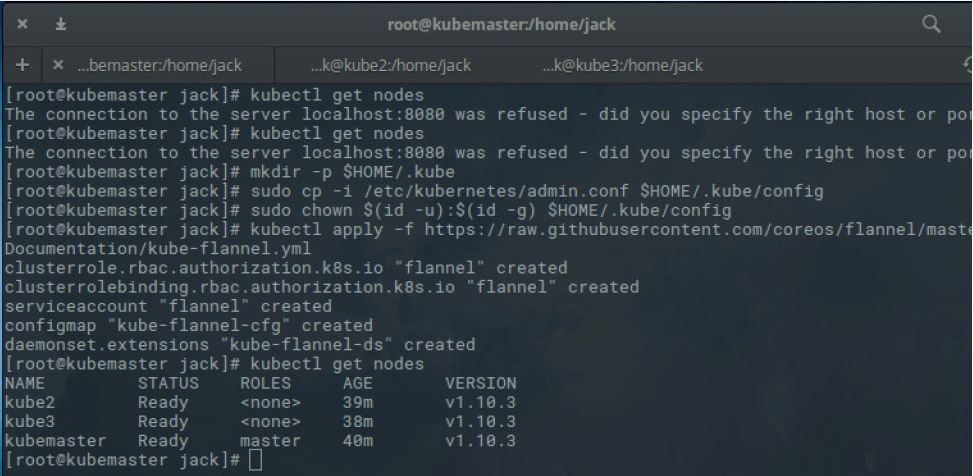 root@kubemaster:/home/jack
...bemaster:/home/jack
...k@kube2:/home/jack
...k@kube3:/home/jack
[root@kubemaster jack]# kubectl get nodes
The connection to the server localhost:8080 was refused - did you specify the right host or por
[root@kubemaster jack]# kubectl get nodes
The connection to the server localhost:8080 was refused - did you specify the right host or por
[root@kubemaster jack]# mkdir -p $HOME/.kube
[root@kubemaster jack]# sudo cp -i /etc/kubernetes/admin.conf $HOME/.kube/config
[root@kubemaster jack]# sudo chown $(id -u):$(id -g) $HOME/.kube/config
[root@kubemaster jack]# kubectl apply -f https://raw.githubusercontent.com/coreos/flannel/maste
Documentation/kube-flannel.yml
clusterrole.rbac.authorization.k8s.io "flannel" created
clusterrolebinding.rbac.authorization.k8s.io "flannel" created
serviceaccount "flannel" created
configmap "kube-flannel-cfg" created
daemonset.extensions "kube-flannel-ds" created
[root@kubemaster jack]# kubectl get nodes
NAME STATUS ROLES AGE VERSION
kube2 Ready <none> 39m v1.10.3
kube3 Ready <none> 38m v1.10.3
kubemaster Ready master 40m v1.10.3
[root@kubemaster jack]#